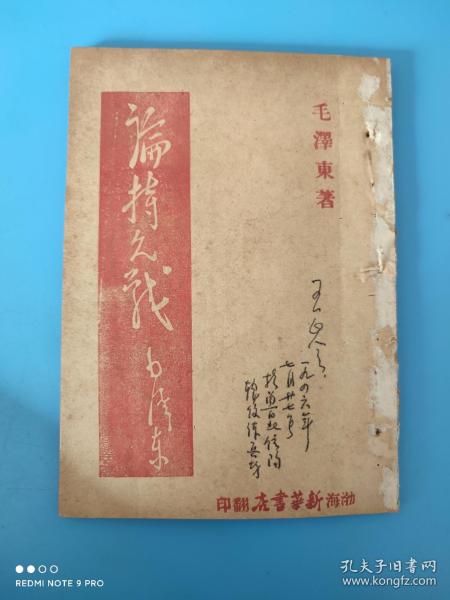 毛澤東著
論持久戰
毛澤東
一九四六年
七月廿七号
渤海新華書店翻印
REDMI NOTE 9 PRO
孔夫子旧书网
www.kongfz.com